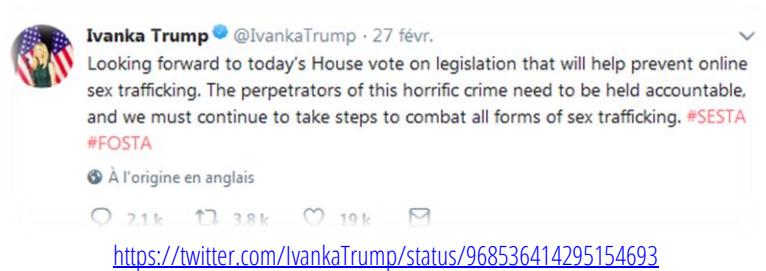 Ivanka Trump @IvankaTrump · 27 févr.
Looking forward to today's House vote on legislation that will help prevent online
sex trafficking. The perpetrators of this horrific crime need to be held accountable,
and we must continue to take steps to combat all forms of sex trafficking. #SESTA
#FOSTA
À l'origine en anglais
2.1 k 3.8 k 19 k
https://twitter.com/IvankaTrump/status/968536414295154693